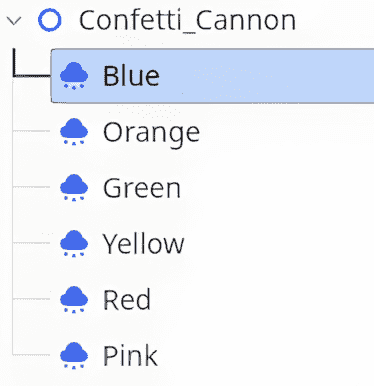 Confetti_Cannon
Blue
Orange
Green
Yellow
Red
Pink